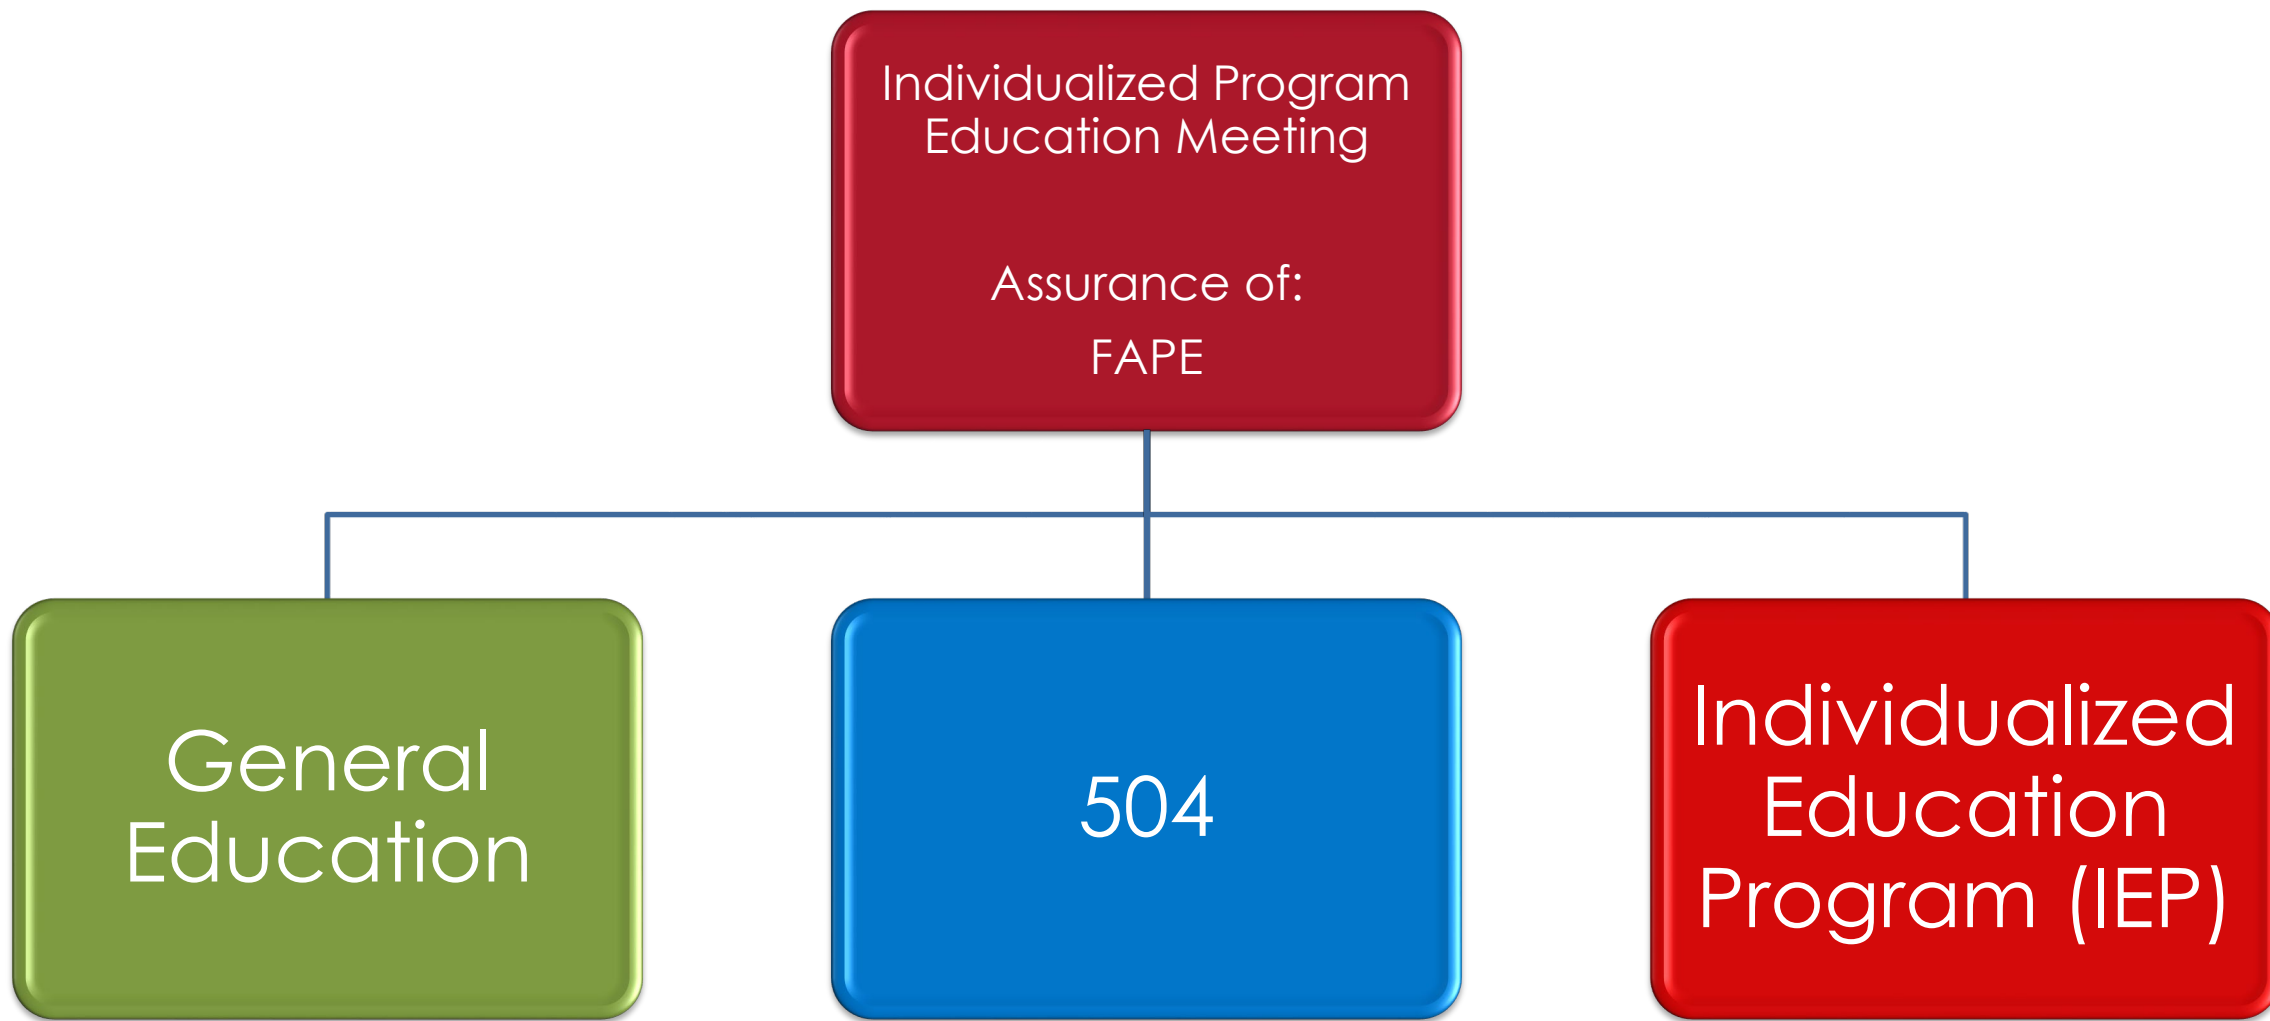 Individualized Program
Education Meeting
Assurance of:
FAPE
General
Education
504
Individualized
Education
Program (IEP)